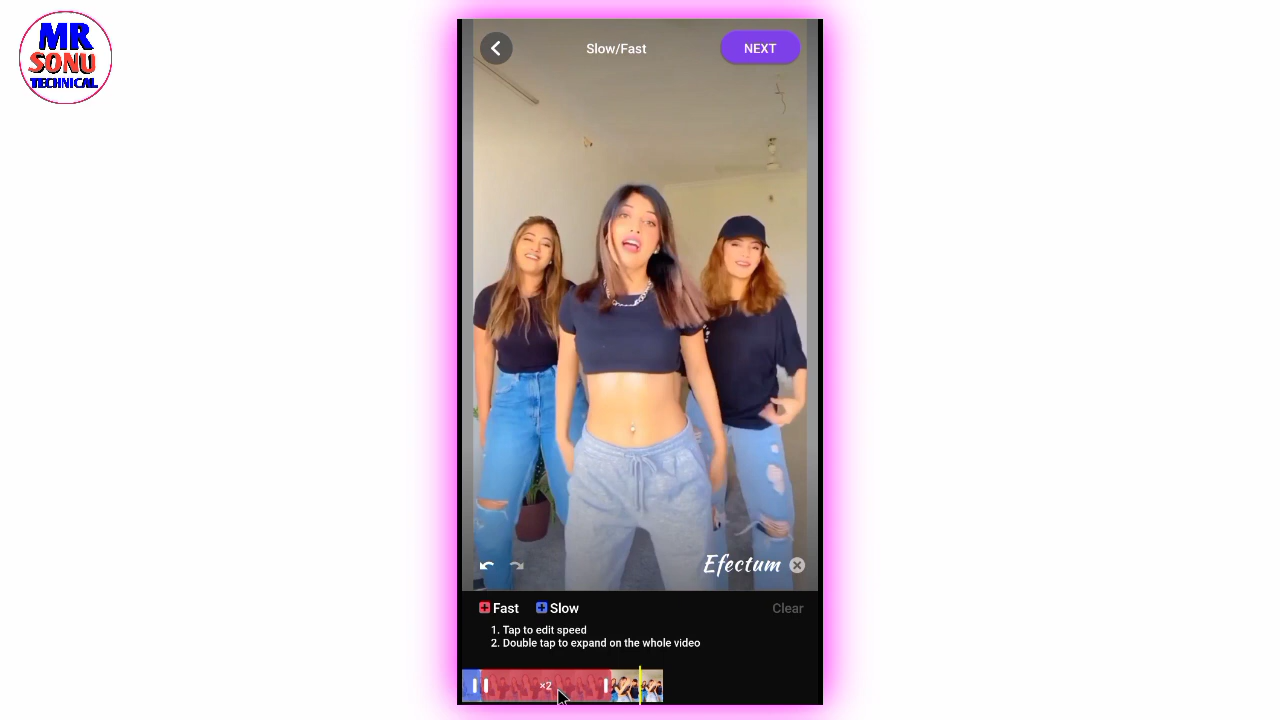 MR
SONU
TECHNICAL
Slow/Fast
NEXT
Efectum
Fast
Slow
Clear
1. Tap to edit speed
2. Double tap to expand on the whole video
×2